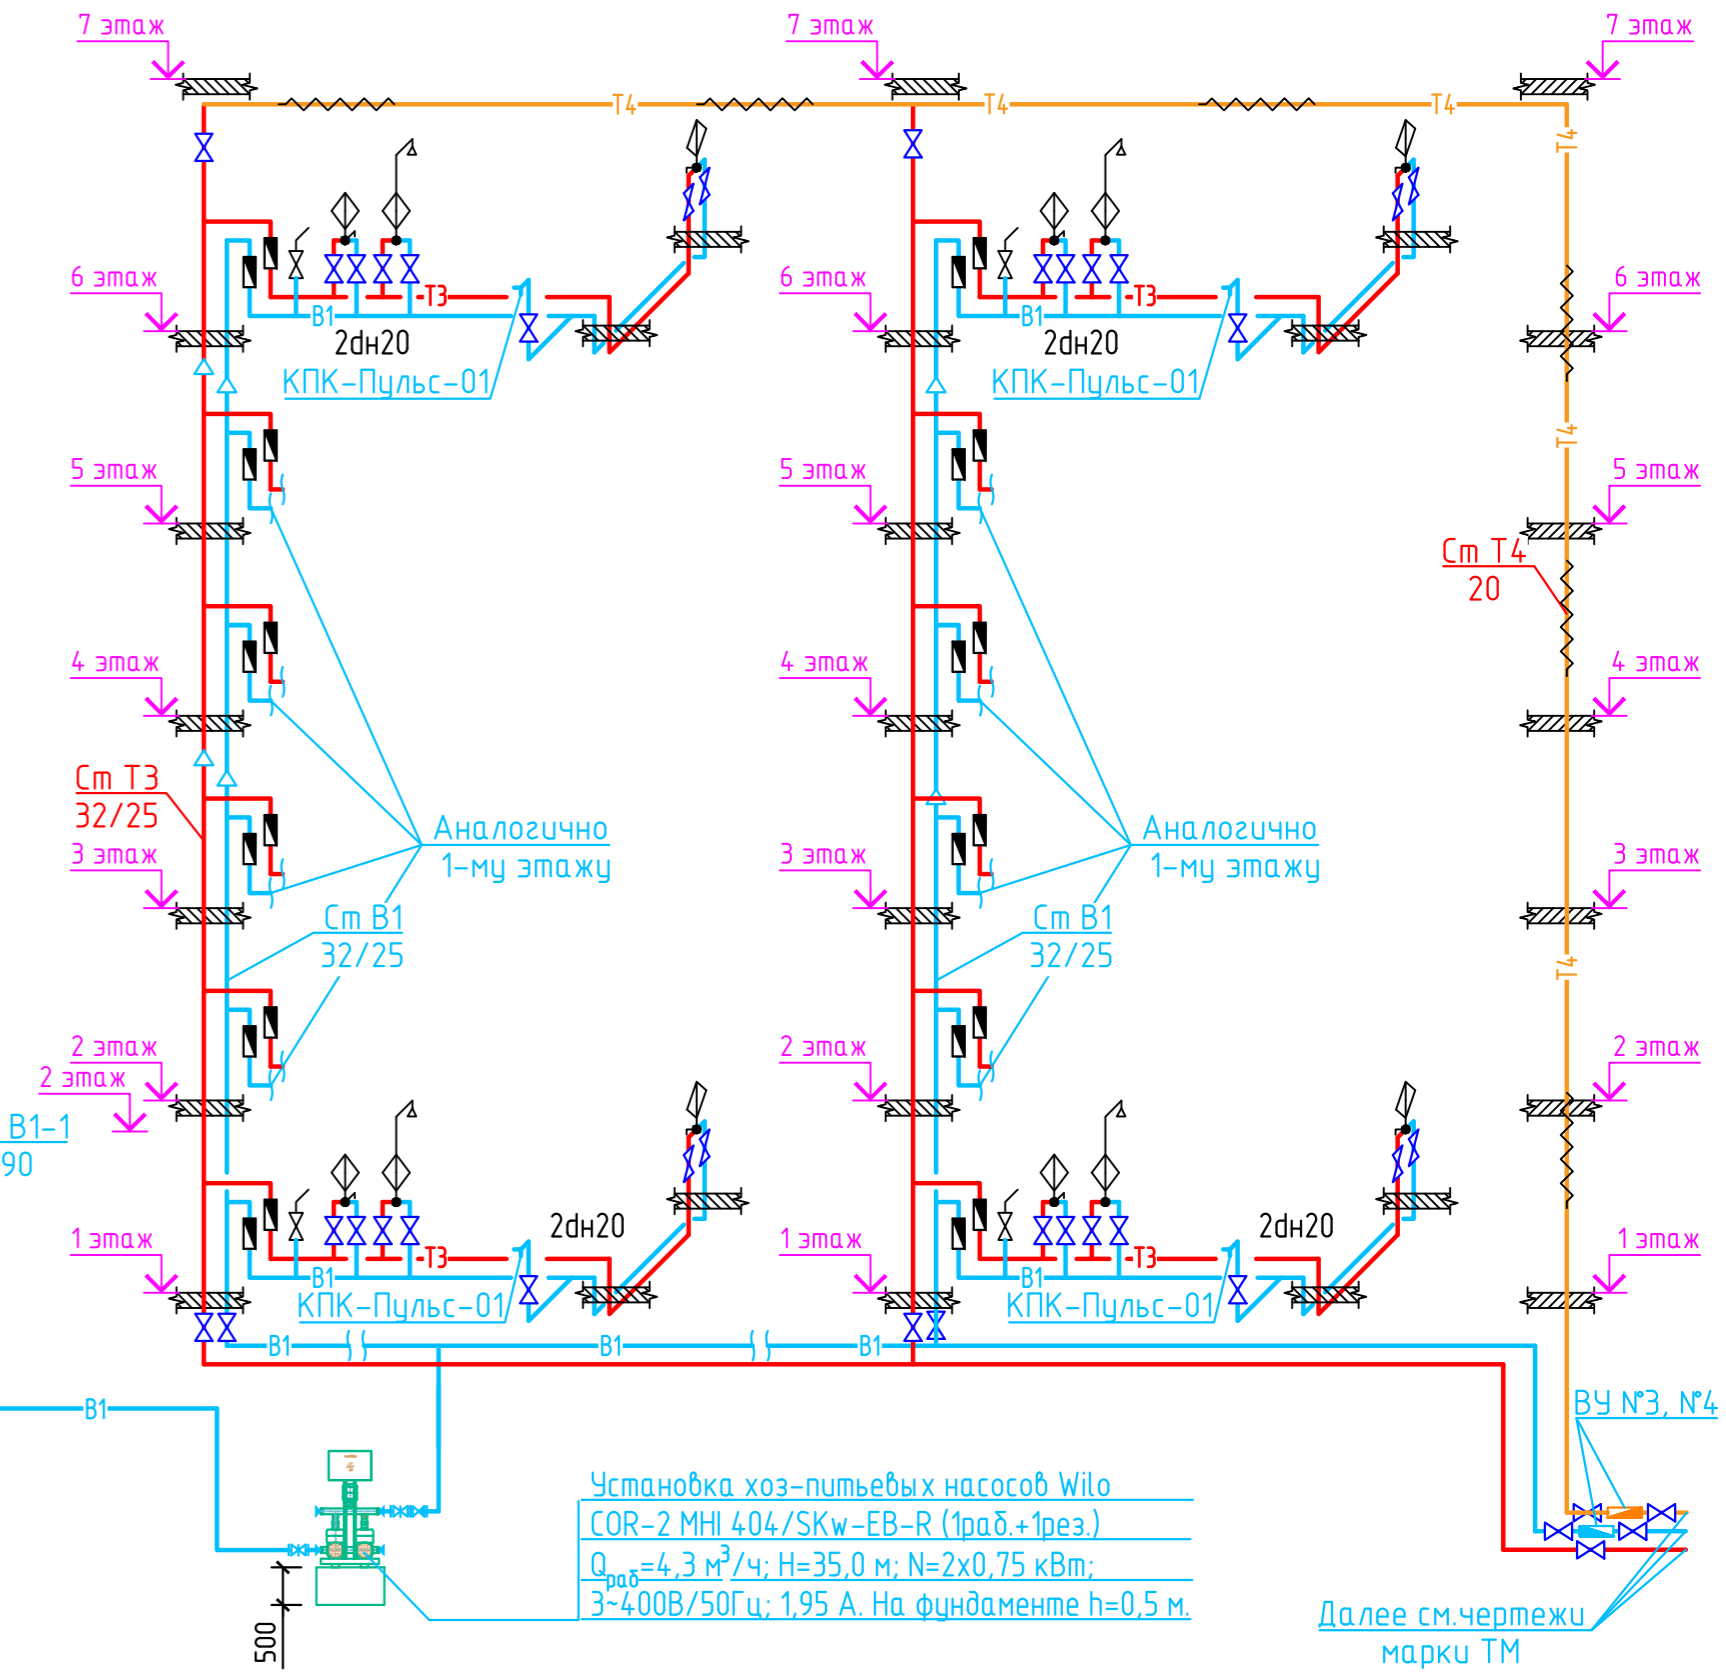 7 этаж
7 этаж
7 этаж
Т4
Т4
Т4
Т4
6 этаж
Т3
В1
2dн20
КПК-Пульс-01
6 этаж
Т3
В1
2dн20
КПК-Пульс-01
6 этаж
Т4
5 этаж
5 этаж
5 этаж
Ст Т4
20
4 этаж
4 этаж
4 этаж
Ст Т3
32/25
3 этаж
Аналогично
1-му этажу
3 этаж
Аналогично
1-му этажу
3 этаж
Ст В1
32/25
Ст В1
32/25
Т4
2 этаж
2 этаж
2 этаж
2 этаж
В1-1
90
1 этаж
2dн20
Т3
В1
КПК-Пульс-01
1 этаж
2dн20
Т3
В1
КПК-Пульс-01
1 этаж
В1
В1
В1
В1
ВУ №3, №4
Установка хоз-питьевых насосов Wilo
COR-2 MHI 404/SKw-EB-R (1раб.+1рез.)
Qраб=4,3 м³/ч; Н=35,0 м; N=2х0,75 кВт;
3~400В/50Гц; 1,95 А. На фундаменте h=0,5 м.
500
Далее см.чертежи
марки ТМ